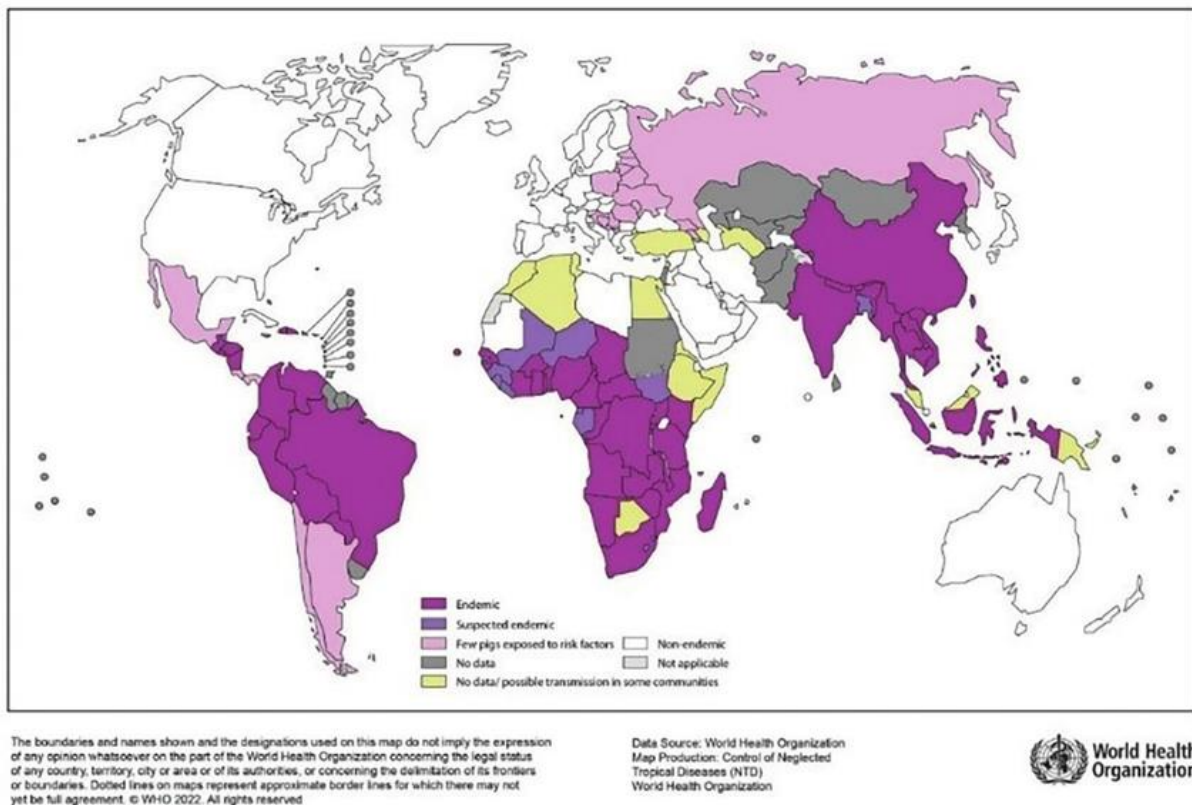 Endemic
Suspected endemic
Few pigs exposed to risk factors
Non-endemic
No data
Not applicable
No data/ possible transmission in some communities
The boundaries and names shown and the designations used on this map do not imply the expression
of any opinion whatsoever on the part of the World Health Organization concerning the legal status
of any country, territory, city or area or of its authorities, or concerning the delimitation of its frontiers
or boundaries. Dotted lines on maps represent approximate border lines for which there may not
yet be full agreement. © WHO 2022. All rights reserved
Data Source: World Health Organization
Map Production: Control of Neglected
Tropical Diseases (NTD)
World Health Organization
World Health
Organization